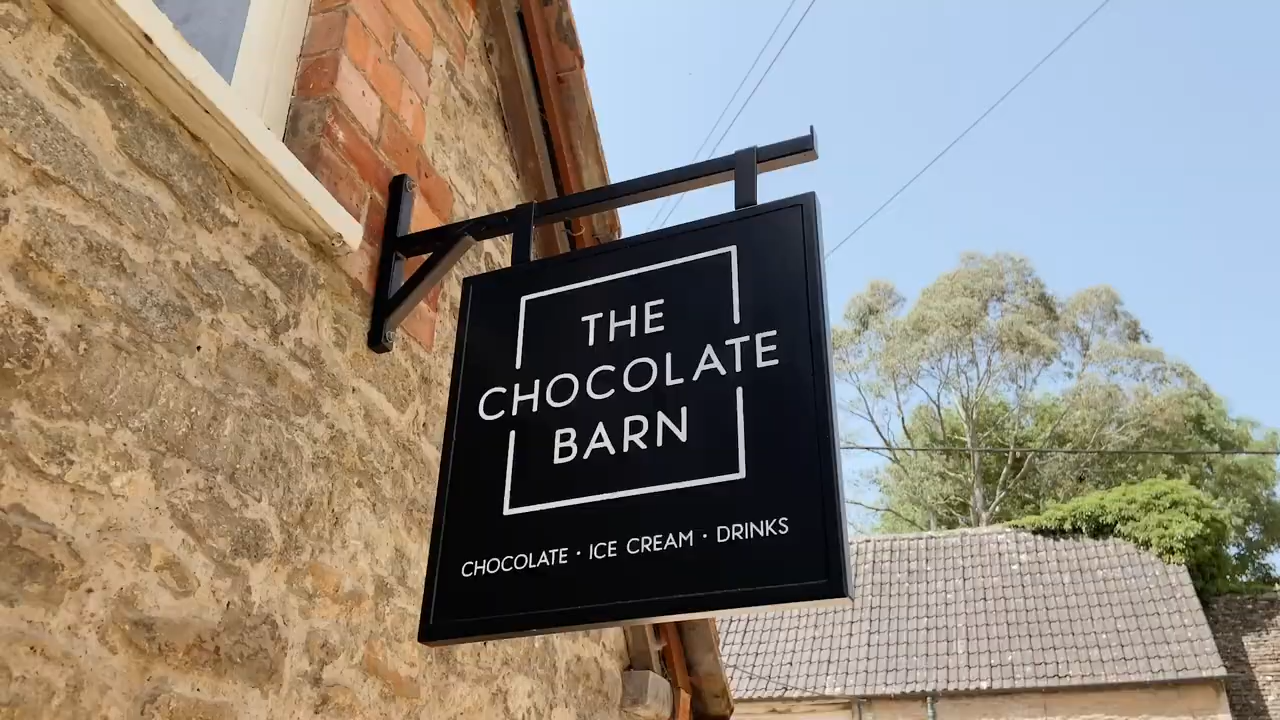 THE
CHOCOLATE
BARN
CHOCOLATE · ICE CREAM · DRINKS